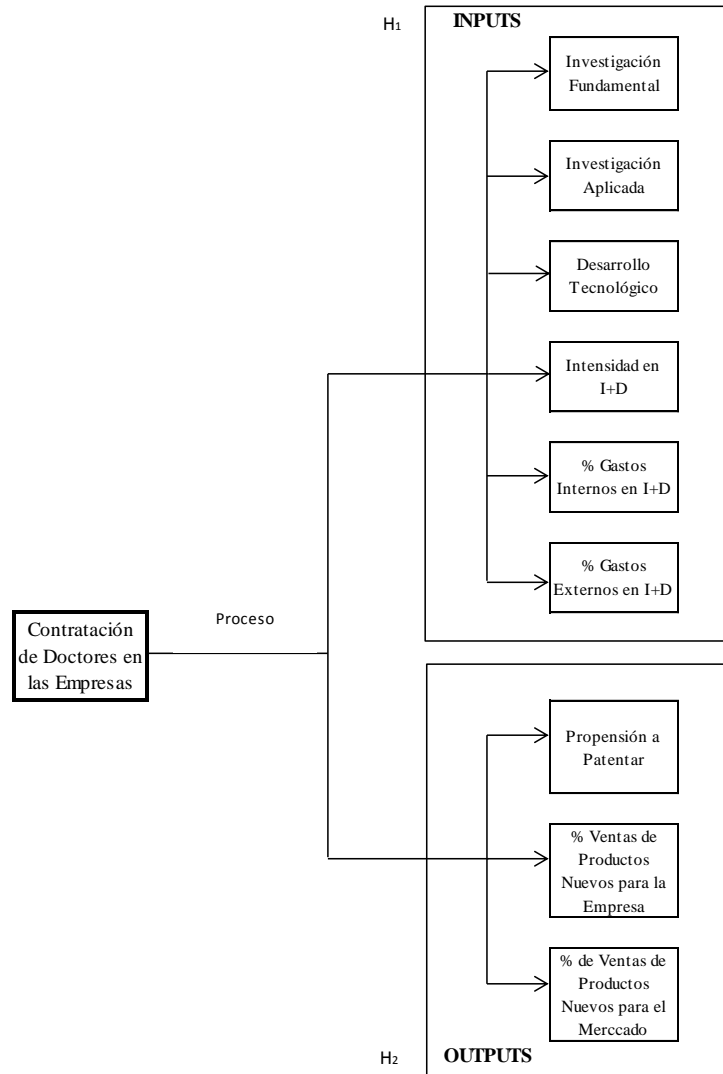 H1
INPUTS
Investigación
Fundamental
Investigación
Aplicada
Desarrollo
Tecnológico
Intensidad en
I+D
% Gastos
Internos en I+D
% Gastos
Externos en I+D
Proceso
Contratación
de Doctores en
las Empresas
Propensión a
Patentar
% Ventas de
Productos
Nuevos para la
Empresa
% de Ventas de
Productos
Nuevos para el
Merccado
H2
OUTPUTS